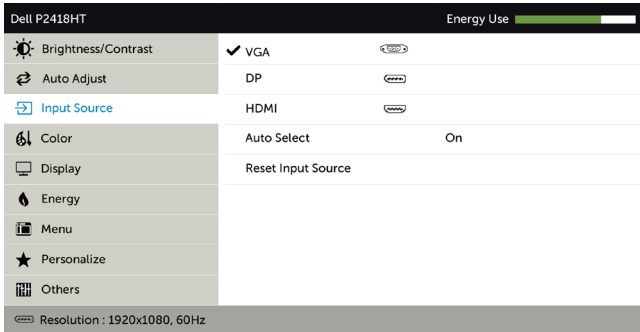 Dell P2418HT Energy Use
Brightness/Contrast
Auto Adjust
Input Source
Color
Display
Energy
Menu
Personalize
Others
VGA
DP
HDMI
Auto Select On
Reset Input Source
Resolution : 1920x1080, 60Hz